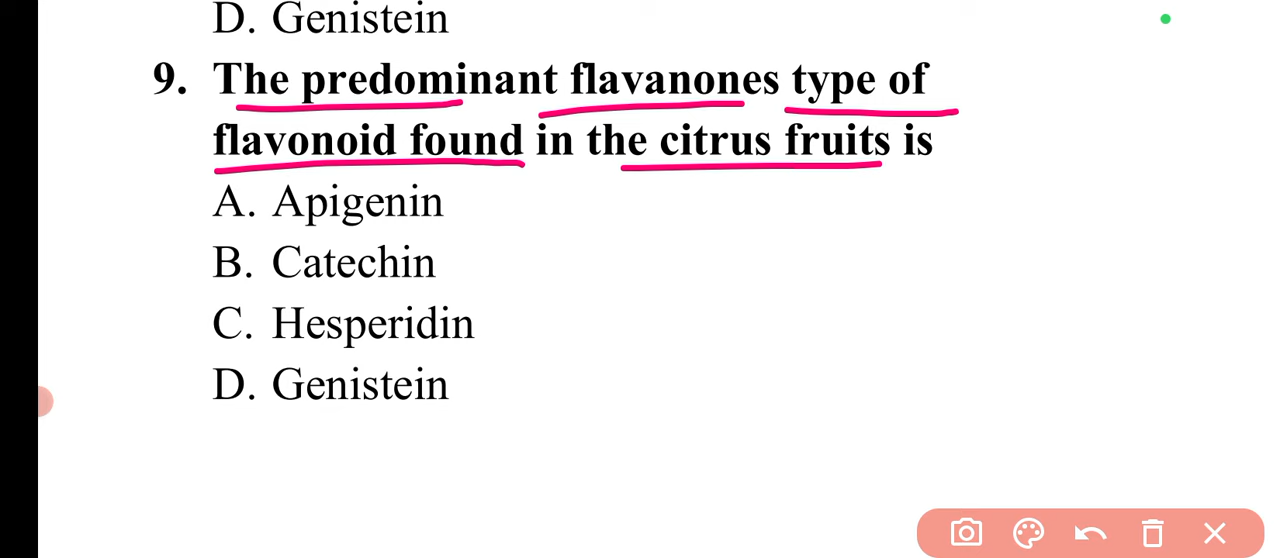 D. Genistein
9. The predominant flavanones type of
flavonoid found in the citrus fruits is
A. Apigenin
B. Catechin
C. Hesperidin
D. Genistein